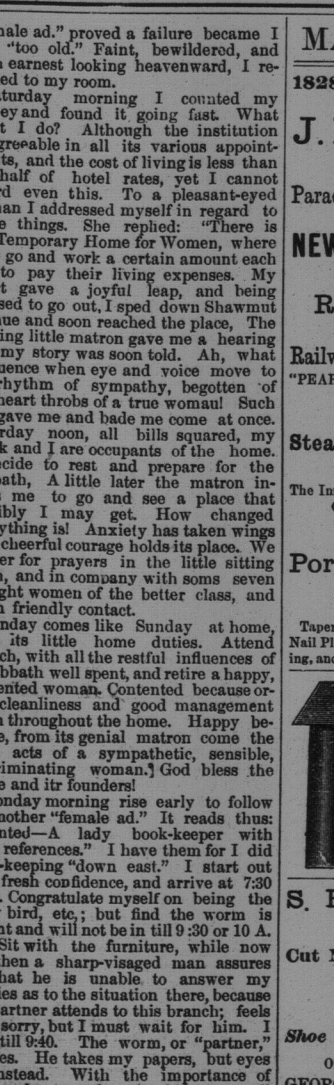 male ad." proved a failure because I
"too old." Faint, bewildered, and
earnest looking heavenward, I re-
ed to my room.
aturday morning I counted my
ey and found it going fast. What
t I do? Although the institution
greeable in all its various appoint-
ts, and the cost of living is less than
half of hotel rates, yet I cannot
rd even this. To a pleasant-eyed
an I addressed myself in regard to
e things. She replied: "There is
Temporary Home for Women, where
go and work a certain amount each
to pay their living expenses. My
t gave a joyful leap, and being
sed to go out, I sped down Shawmut
nue and soon reached the place, The
ing little matron gave me a hearing
my story was soon told. Ah, what
uence when eye and voice move to
rhythm of sympathy, begotten of
heart throbs of a true woman! Such
gave me and bade me come at once.
rday noon, all bills squared, my
k and I are occupants of the home.
ecide to rest and prepare for the
bath, A little later the matron in-
s me to go and see a place that
ibly I may get. How changed
ything is! Anxiety has taken wings
cheerful courage holds its place. We
er for prayers in the little sitting
, and in company with soms seven
ght women of the better class, and
n friendly contact.
nday comes like Sunday at home,
its little home duties. Attend
ch, with all the restful influences of
bbath well spent, and retire a happy,
ented woman. Contented because or-
cleanliness and good management
n throughout the home. Happy be-
e, from its genial matron come the
acts of a sympathetic, sensible,
riminating woman.] God bless the
e and itr founders!
onday morning rise early to follow
nother "female ad." It reads thus:
nted—A lady book-keeper with
references." I have them for I did
-keeping "down east." I start out
fresh confidence, and arrive at 7:30
. Congratulate myself on being the
bird, etc,; but find the worm is
nt and will not be in till 9:30 or 10 A.
Sit with the furniture, while now
then a sharp-visaged man assures
hat he is unable to answer my
ies as to the situation there, because
artner attends to this branch; feels
sorry, but I must wait for him. I
till 9:40. The worm, or "partner,"
es. He takes my papers, but eyes
nstead. With the importance of
MA
1828
J.
Para
NEW
R
Railw
"PEAR
Stea
The Im
Por
Taper
Nail Pl
ing, and
S. F
Cut N
Shoe